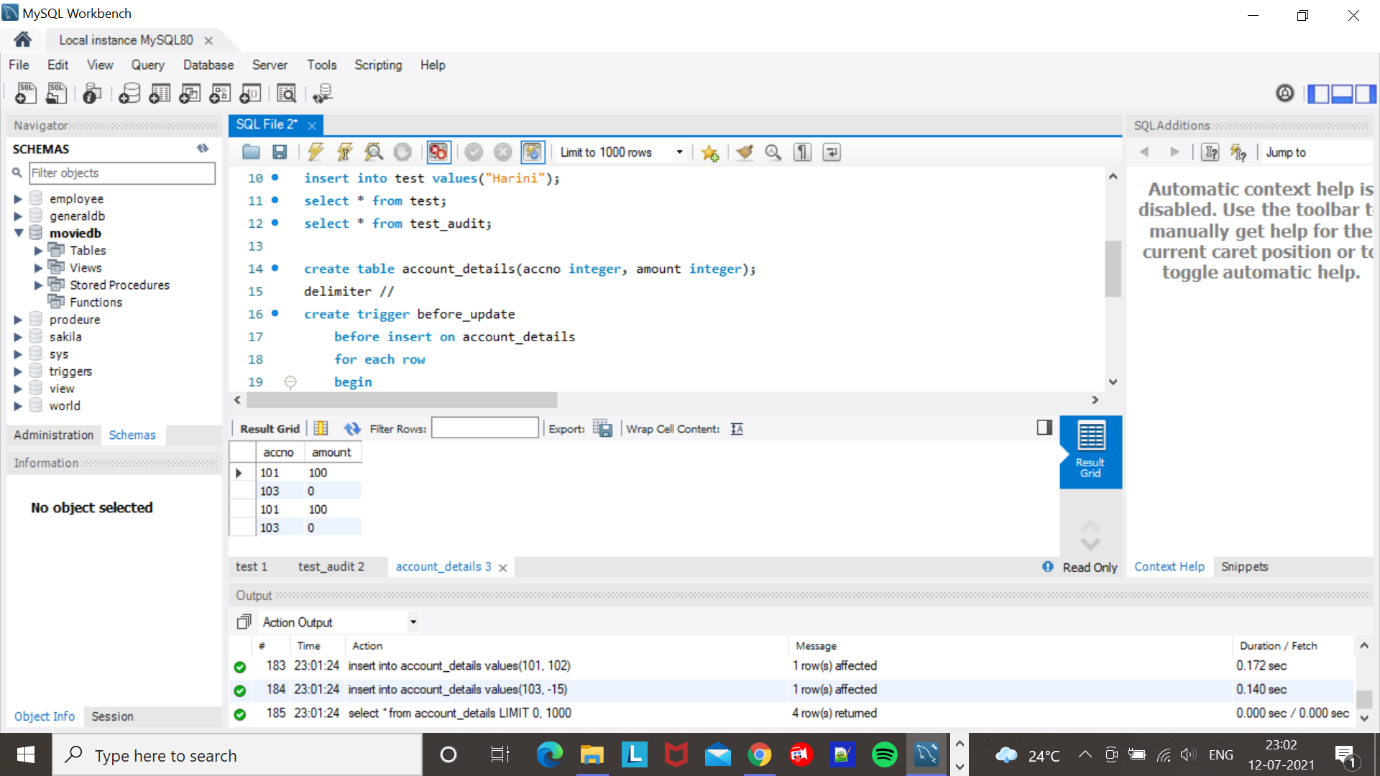 MySQL Workbench
Local instance MySQL80
File Edit View Query Database Server Tools Scripting Help
Navigator
SCHEMAS
Filter objects
employee
generaldb
moviedb
Tables
Views
Stored Procedures
Functions
prodeure
sakila
sys
triggers
view
world
Administration Schemas
Information
No object selected
Object Info Session
SQL File 2*
Limit to 1000 rows
10 insert into test values("Harini");
11 select * from test;
12 select * from test_audit;
13
14 create table account_details(accno integer, amount integer);
15 delimiter //
16 create trigger before_update
17 before insert on account_details
18 for each row
19 begin
Result Grid Filter Rows: Export: Wrap Cell Content:
accno amount
101 100
103 0
101 100
103 0
Result
Grid
test 1 test_audit 2 account_details 3 Read Only
SQLAdditions
Jump to
Automatic context help is
disabled. Use the toolbar t
manually get help for the
current caret position or to
toggle automatic help.
Context Help Snippets
Output
Action Output
# Time Action Message Duration / Fetch
183 23:01:24 insert into account_details values(101, 102) 1 row(s) affected 0.172 sec
184 23:01:24 insert into account_details values(103, -15) 1 row(s) affected 0.140 sec
185 23:01:24 select * from account_details LIMIT 0, 1000 4 row(s) returned 0.000 sec / 0.000 sec
Type here to search
L
24°C
ENG
23:02
12-07-2021
1